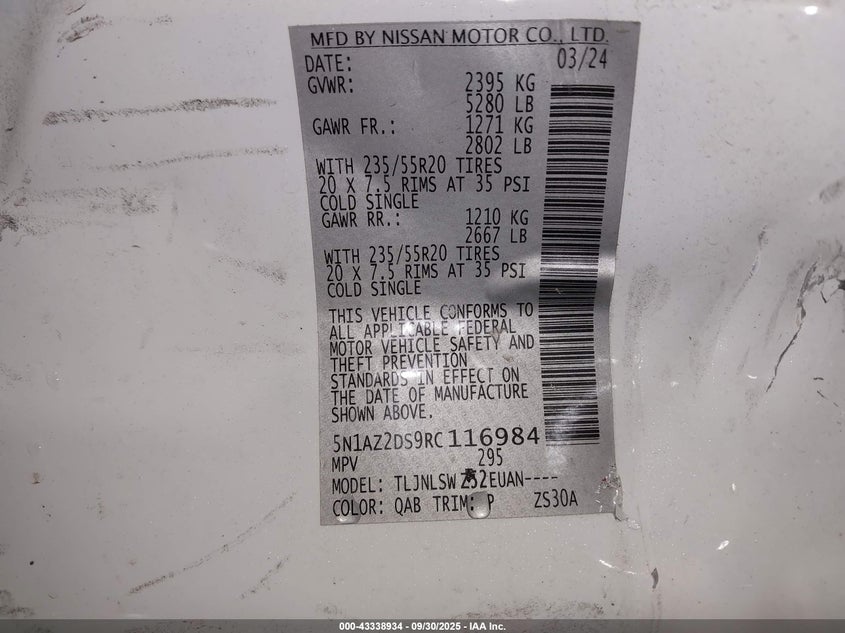 MFD BY NISSAN MOTOR CO., LTD.
DATE: 03/24
GVWR: 2395 KG
5280 LB
GAWR FR.: 1271 KG
2802 LB
WITH 235/55R20 TIRES
20 X 7.5 RIMS AT 35 PSI
COLD SINGLE
GAWR RR.: 1210 KG
2667 LB
WITH 235/55R20 TIRES
20 X 7.5 RIMS AT 35 PSI
COLD SINGLE
THIS VEHICLE CONFORMS TO
ALL APPLICABLE FEDERAL
MOTOR VEHICLE SAFETY AND
THEFT PREVENTION
STANDARDS IN EFFECT ON
THE DATE OF MANUFACTURE
SHOWN ABOVE.
5N1AZ2DS9RC116984
MPV 295
MODEL: TLJNLSWZ52EUAN----
COLOR: QAB TRIM: P ZS30A
000-43338934 - 09/30/2025 - IAA Inc.